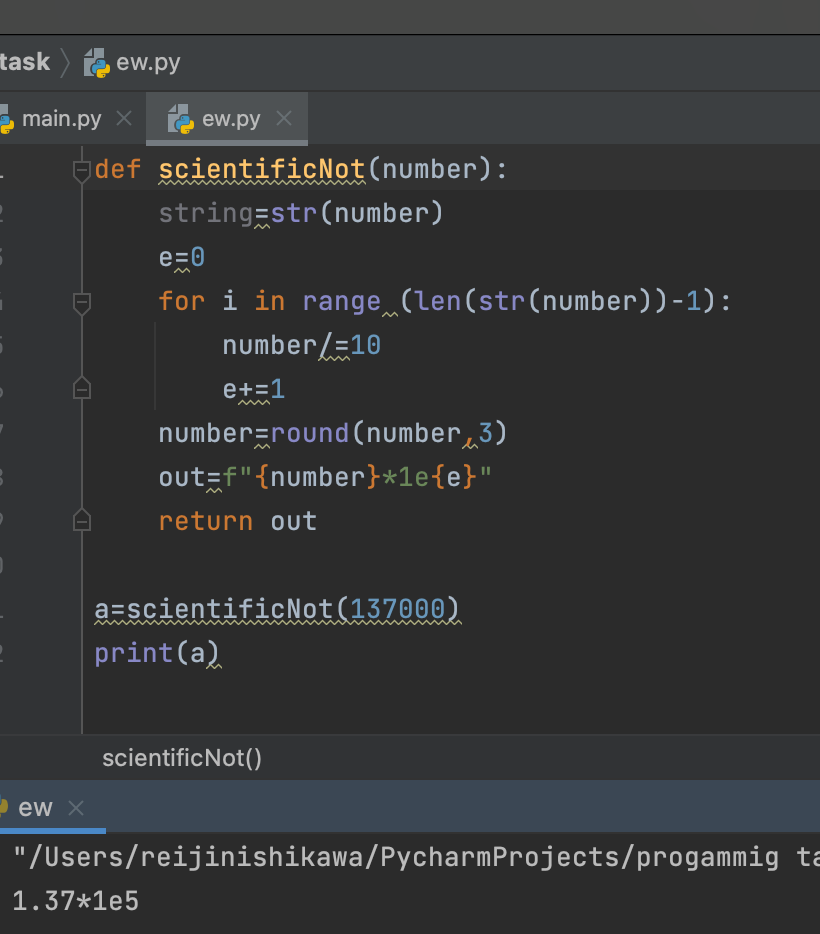 task 〉 ew.py
main.py × ew.py ×
def scientificNot(number):
    string=str(number)
    e=0
    for i in range (len(str(number))-1):
        number/=10
        e+=1
    number=round(number,3)
    out=f"{number}*1e{e}"
    return out

a=scientificNot(137000)
print(a)
scientificNot()
ew ×
"/Users/reijinishikawa/PycharmProjects/progammig ta
1.37*1e5